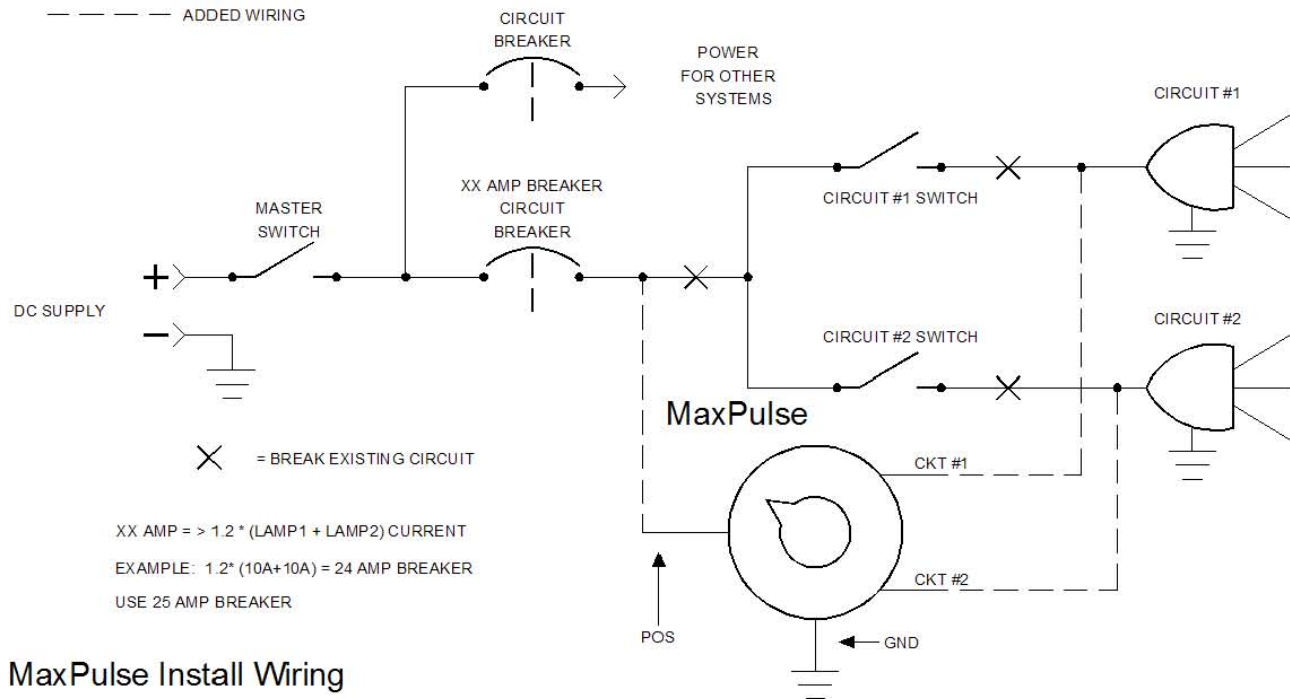 ADDED WIRING
CIRCUIT
BREAKER
POWER
FOR OTHER
SYSTEMS
CIRCUIT #1
XX AMP BREAKER
CIRCUIT
BREAKER
MASTER
SWITCH
CIRCUIT #1 SWITCH
+
DC SUPPLY
−
CIRCUIT #2 SWITCH
CIRCUIT #2
MaxPulse
= BREAK EXISTING CIRCUIT
CKT #1
XX AMP = > 1.2 * (LAMP1 + LAMP2) CURRENT
EXAMPLE: 1.2* (10A+10A) = 24 AMP BREAKER
USE 25 AMP BREAKER
CKT #2
POS
GND
MaxPulse Install Wiring